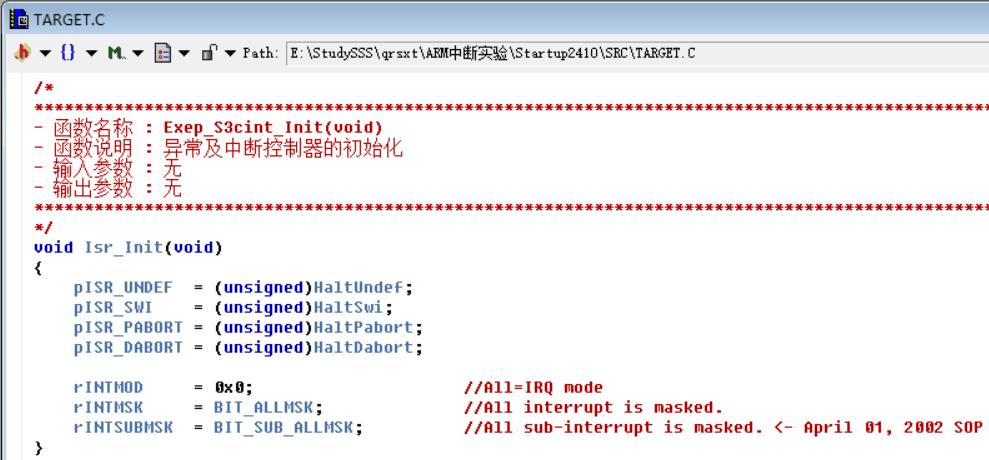 TARGET.C
Path: E:\StudySSS\qrsxt\ARM中断实验\Startup2410\SRC\TARGET.C
/*
************************************************************************************************
- 函数名称 : Exep_S3cint_Init(void)
- 函数说明 : 异常及中断控制器的初始化
- 输入参数 : 无
- 输出参数 : 无
************************************************************************************************
*/
void Isr_Init(void)
{
    pISR_UNDEF  = (unsigned)HaltUndef;
    pISR_SWI    = (unsigned)HaltSwi;
    pISR_PABORT = (unsigned)HaltPabort;
    pISR_DABORT = (unsigned)HaltDabort;

    rINTMOD     = 0x0;                     //All=IRQ mode
    rINTMSK     = BIT_ALLMSK;              //All interrupt is masked.
    rINTSUBMSK  = BIT_SUB_ALLMSK;          //All sub-interrupt is masked. <- April 01, 2002 SOP
}